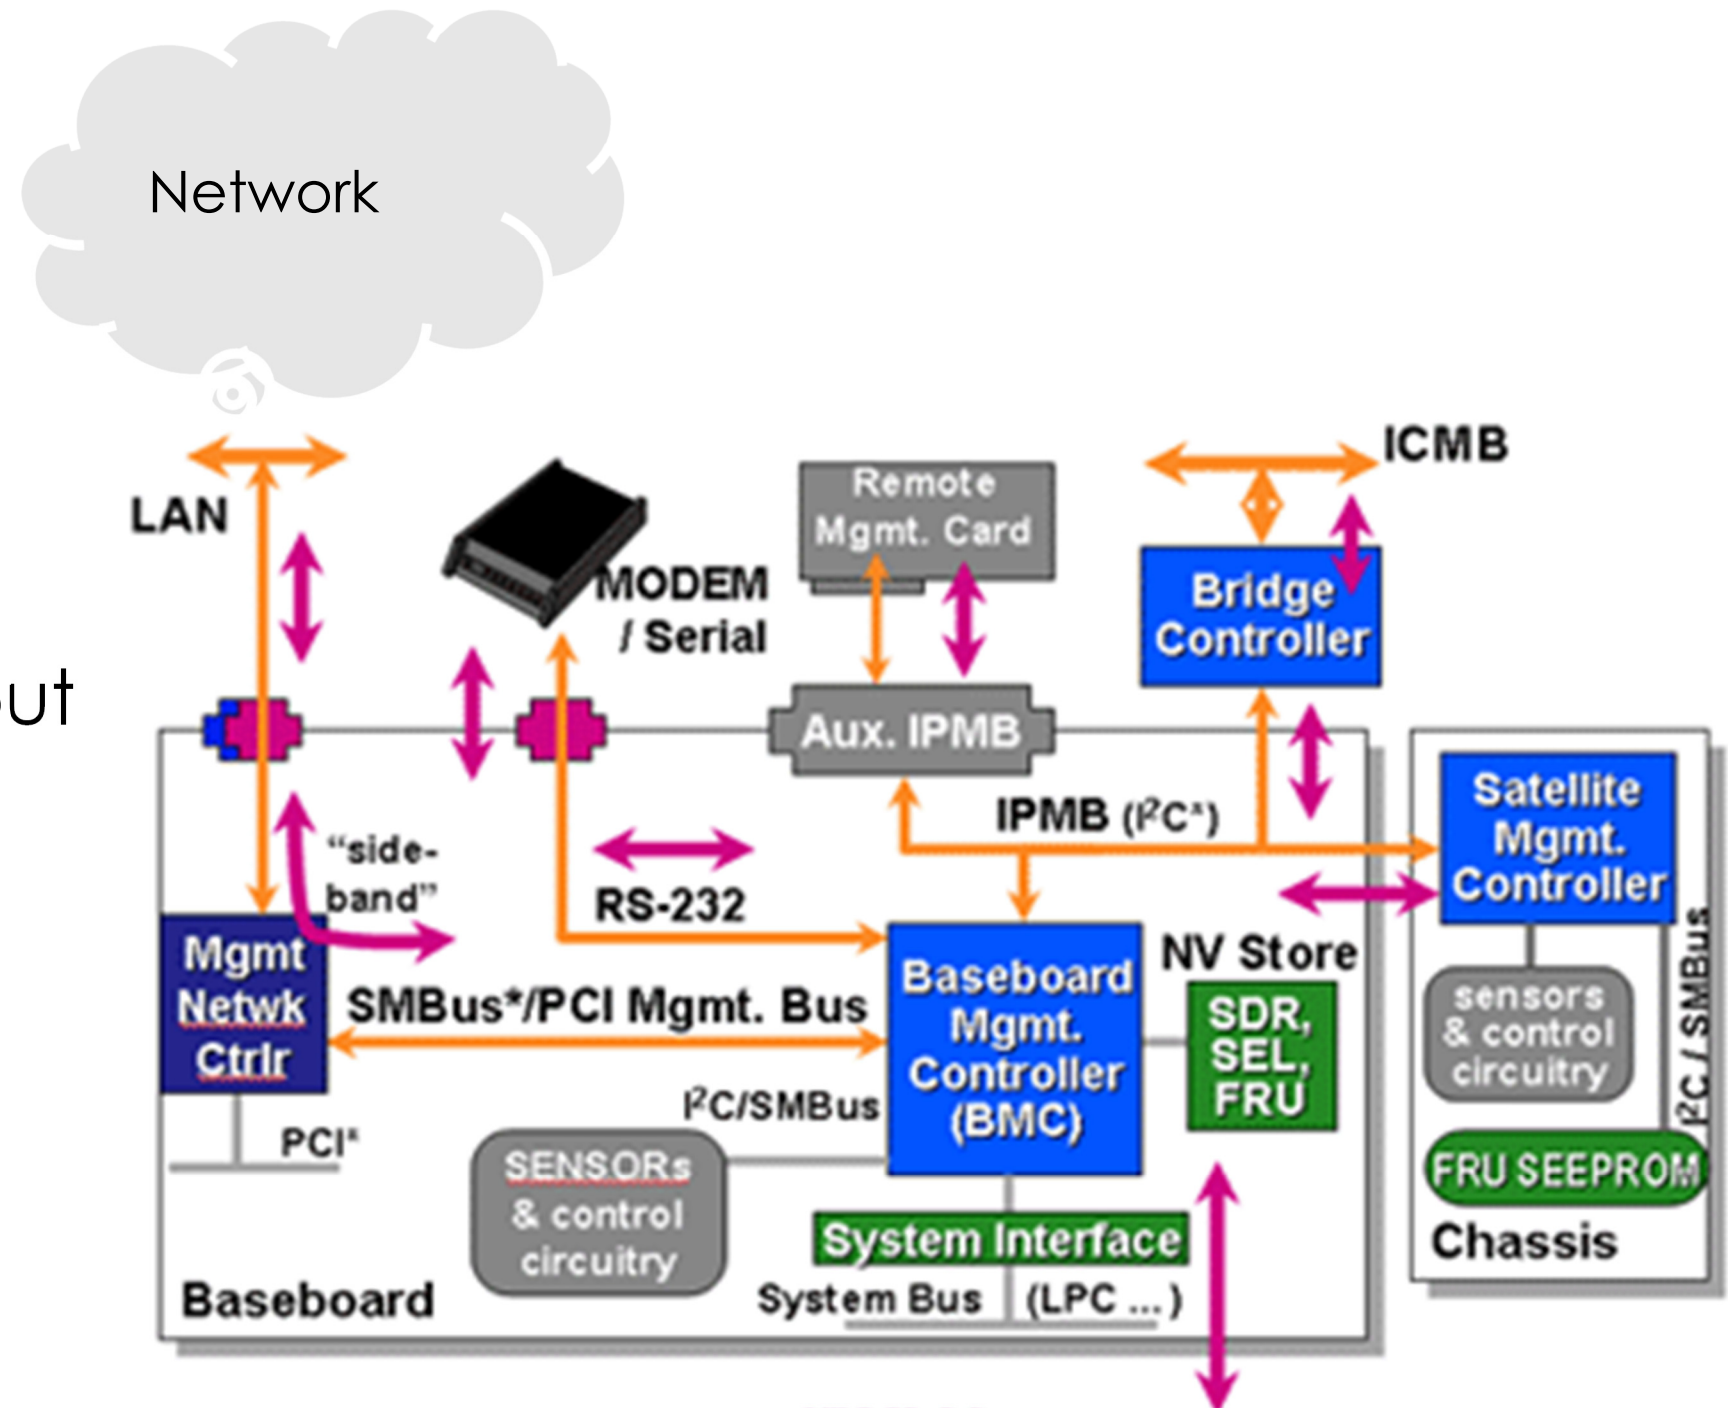 Network
ICMB
LAN
Remote
Mgmt. Card
MODEM
/ Serial
Bridge
Controller
Aux. IPMB
IPMB (I²C*)
Satellite
Mgmt.
Controller
"side-
band"
RS-232
Mgmt
Netwk
Ctrlr
SMBus*/PCI Mgmt. Bus
Baseboard
Mgmt.
Controller
(BMC)
NV Store
SDR,
SEL,
FRU
sensors
& control
circuitry
I²C / SMBus
I²C/SMBus
PCI*
SENSORs
& control
circuitry
FRU SEEPROM
System Interface
Chassis
System Bus
(LPC ... )
Baseboard